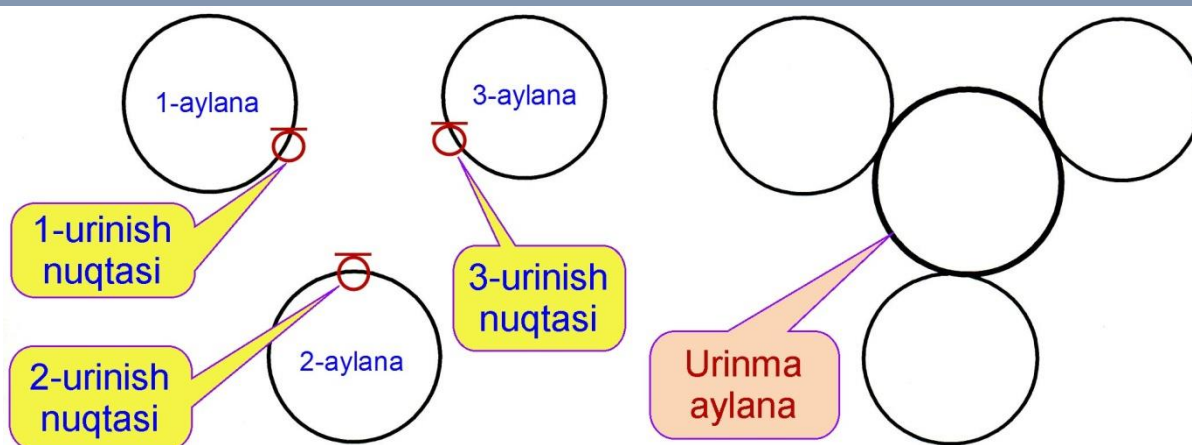 1-aylana
3-aylana
1-urinish
nuqtasi
3-urinish
nuqtasi
2-aylana
2-urinish
nuqtasi
Urinma
aylana